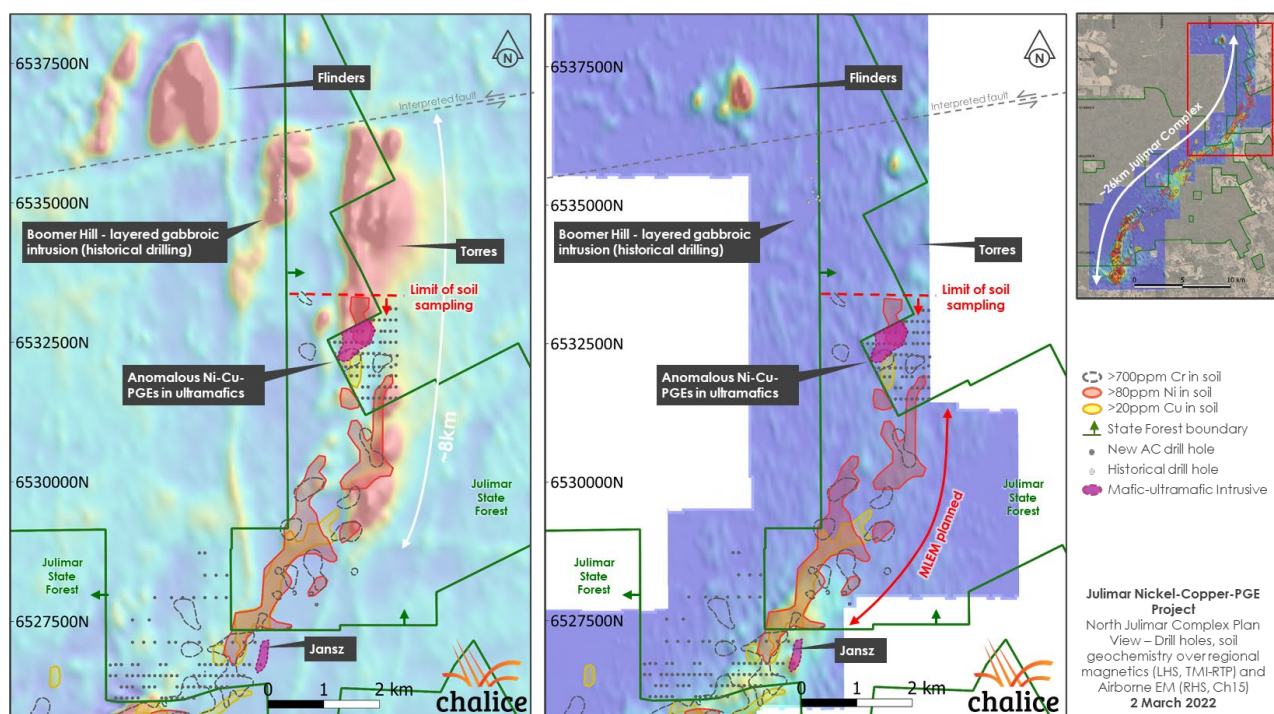 6537500N
6535000N
6532500N
6530000N
6527500N
Flinders
N
Interpreted fault
Boomer Hill - layered gabbroic
intrusion (historical drilling)
Torres
Limit of soil
sampling
Anomalous Ni-Cu-
PGEs in ultramafics
~8km
Julimar
State
Forest
Julimar
State
Forest
Jansz
0 1 2 km
chalice
6537500N
6535000N
6532500N
6530000N
6527500N
Flinders
N
Interpreted fault
Boomer Hill - layered gabbroic
intrusion (historical drilling)
Torres
Limit of soil
sampling
Anomalous Ni-Cu-
PGEs in ultramafics
MLEM planned
Julimar
State
Forest
Julimar
State
Forest
Jansz
0 1 2 km
chalice
~26km Julimar Complex
0 5 10 km
>700ppm Cr in soil
>80ppm Ni in soil
>20ppm Cu in soil
State Forest boundary
New AC drill hole
Historical drill hole
Mafic-ultramafic Intrusive
Julimar Nickel-Copper-PGE
Project
North Julimar Complex Plan
View – Drill holes, soil
geochemistry over regional
magnetics (LHS, TMI-RTP) and
Airborne EM (RHS, Ch15)
2 March 2022